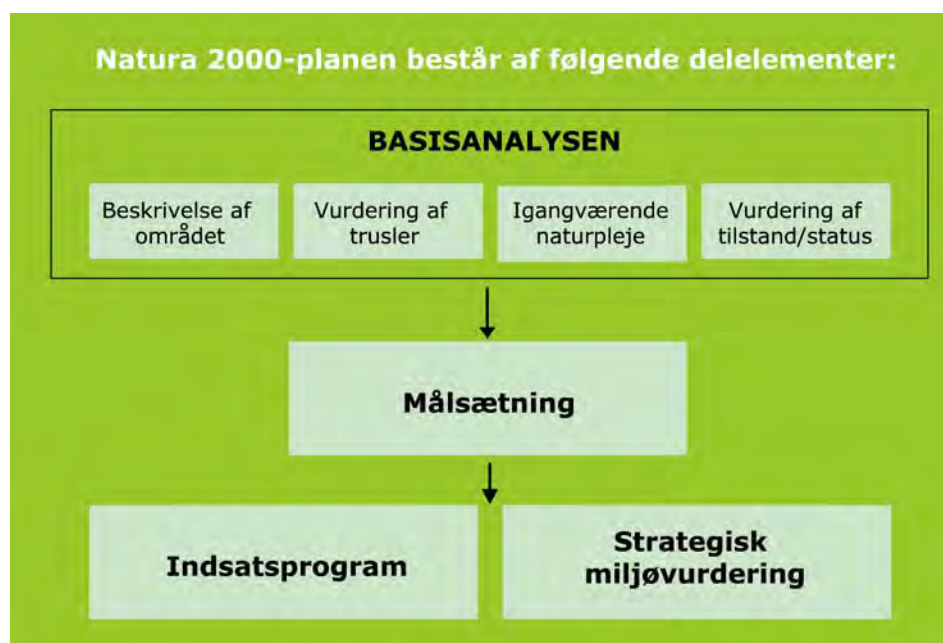 Natura 2000-planen består af følgende delelementer:
BASISANALYSEN
Beskrivelse af
området
Vurdering af
trusler
Igangværende
naturpleje
Vurdering af
tilstand/status
Målsætning
Indsatsprogram
Strategisk
miljøvurdering